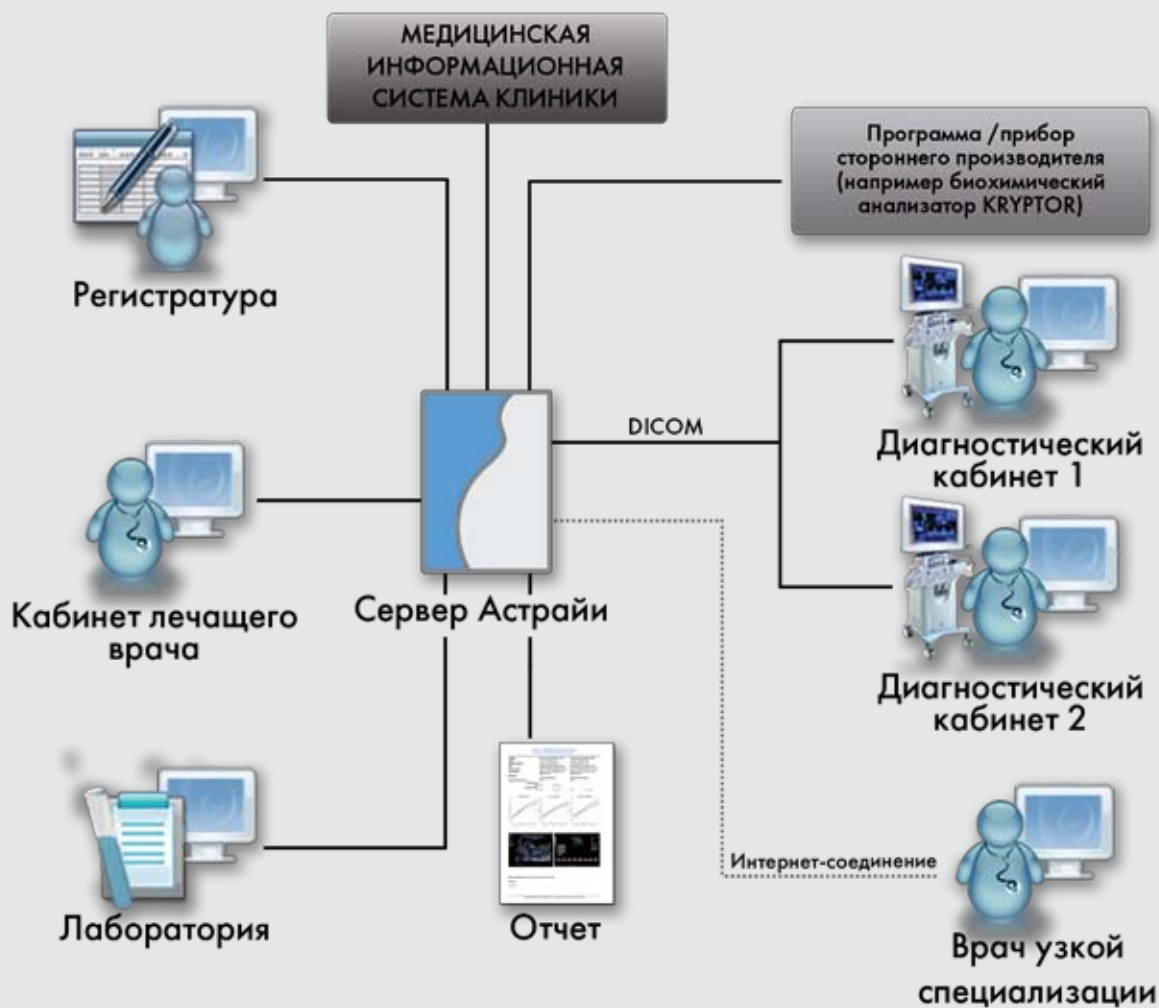 МЕДИЦИНСКАЯ
ИНФОРМАЦИОННАЯ
СИСТЕМА КЛИНИКИ
Программа /прибор
стороннего производителя
(например биохимический
анализатор KRYPTOR)
Регистратура
DICOM
Диагностический
кабинет 1
Кабинет лечащего
врача
Сервер Астрайи
Диагностический
кабинет 2
Интернет-соединение
Лаборатория
Отчет
Врач узкой
специализации